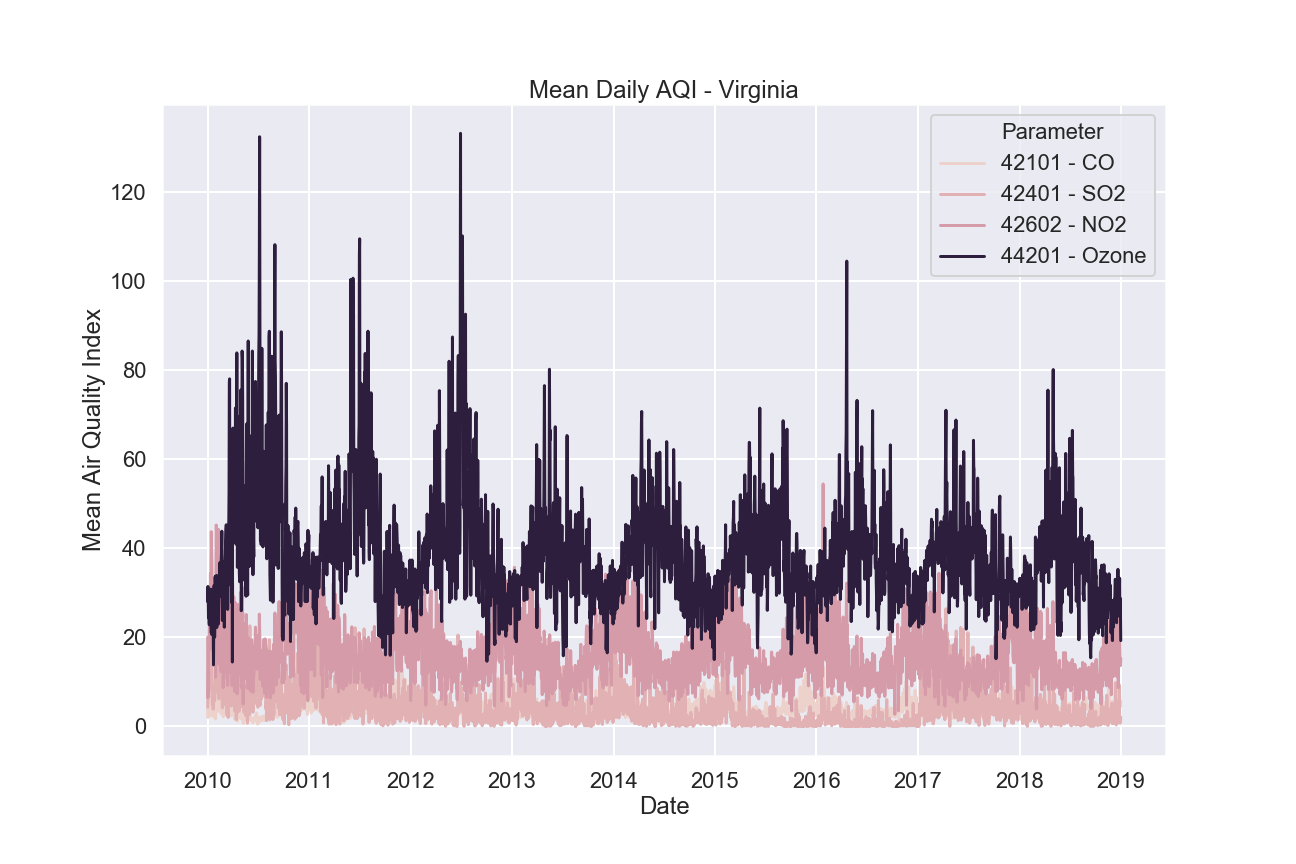 Mean Daily AQI - Virginia
Parameter
42101 - CO
42401 - SO2
42602 - NO2
44201 - Ozone
Mean Air Quality Index
120
100
80
60
40
20
0
2010 2011 2012 2013 2014 2015 2016 2017 2018 2019
Date